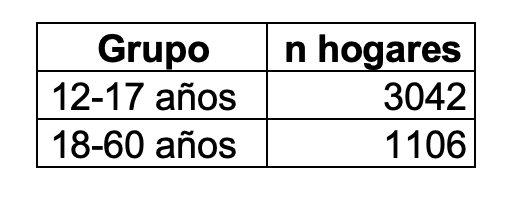 Grupo n hogares
12-17 años 3042
18-60 años 1106